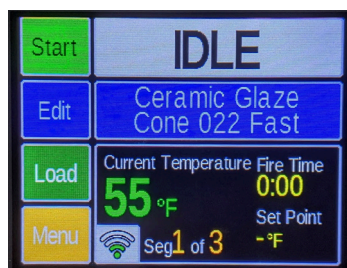 Start
IDLE
Edit
Ceramic Glaze
Cone 022 Fast
Load
Current Temperature
55 °F
Fire Time
0:00
Set Point
- °F
Menu
Seg 1 of 3